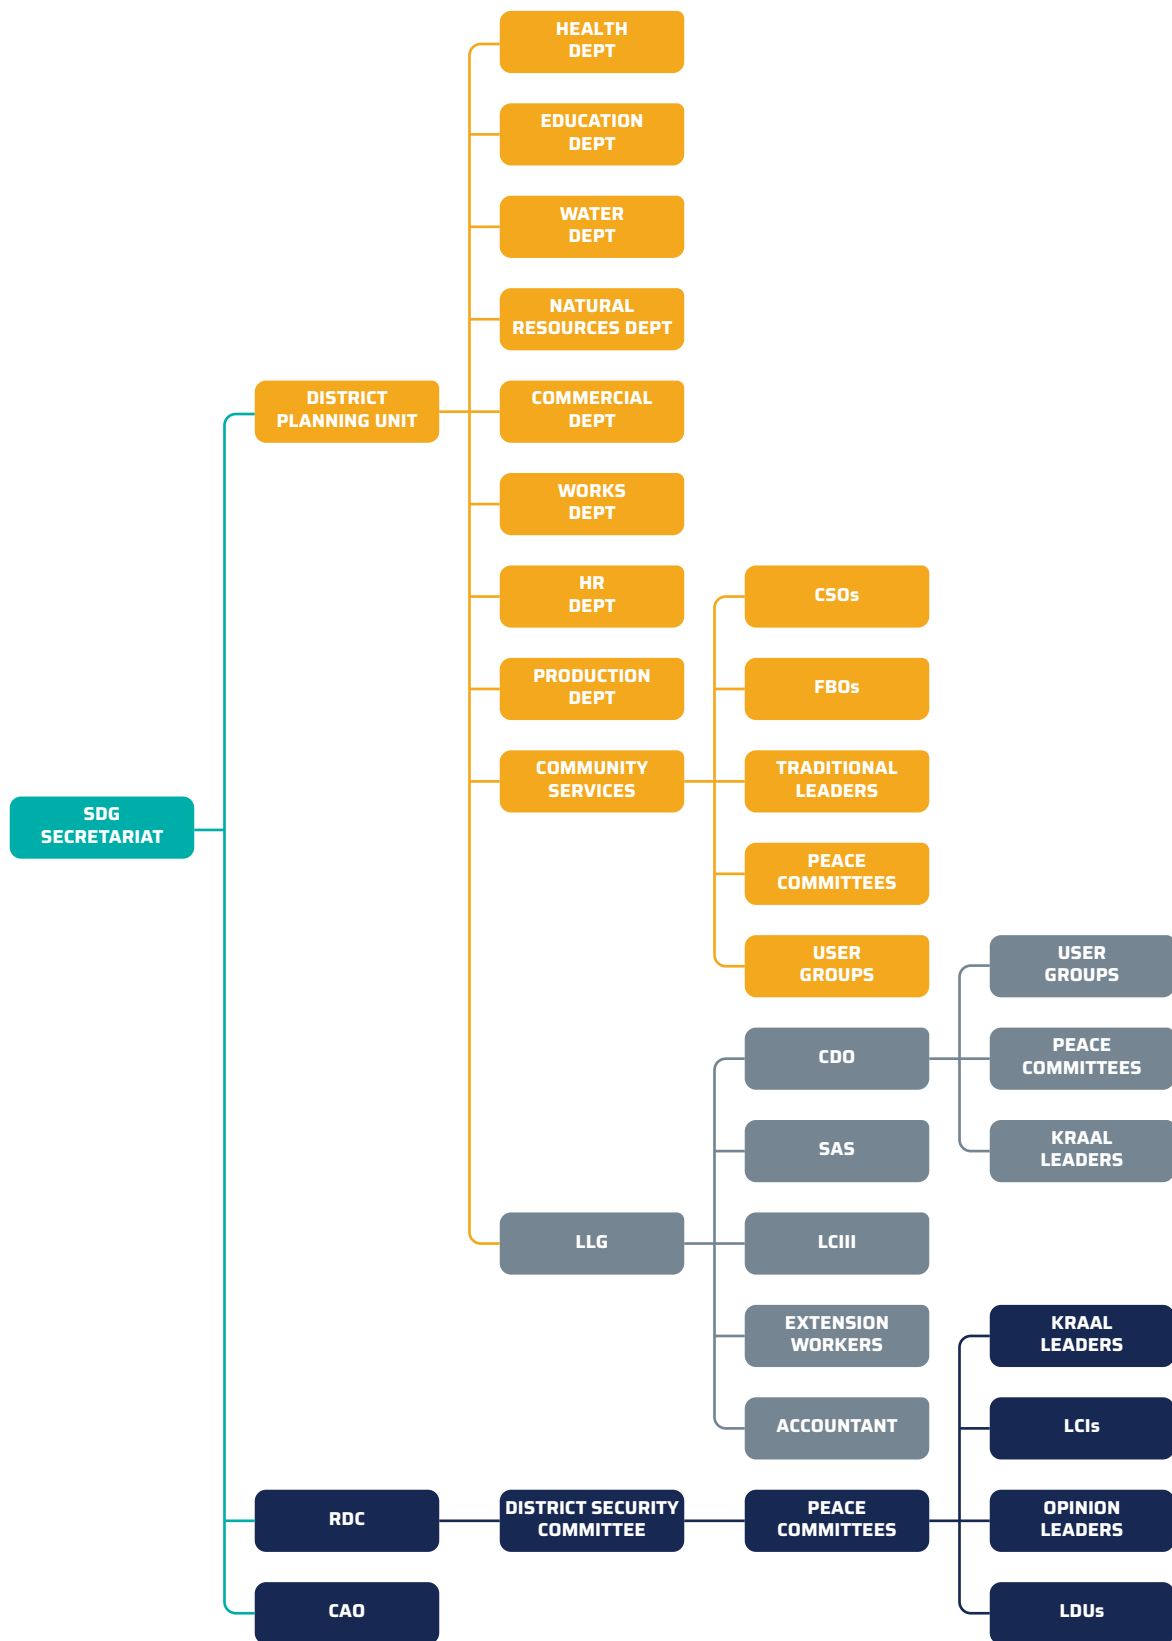 HEALTH
DEPT
EDUCATION
DEPT
WATER
DEPT
NATURAL
RESOURCES DEPT
DISTRICT
PLANNING UNIT
COMMERCIAL
DEPT
WORKS
DEPT
HR
DEPT
CSOs
PRODUCTION
DEPT
FBOs
COMMUNITY
SERVICES
TRADITIONAL
LEADERS
SDG
SECRETARIAT
PEACE
COMMITTEES
USER
GROUPS
USER
GROUPS
CDO
PEACE
COMMITTEES
SAS
KRAAL
LEADERS
LLG
LCIII
EXTENSION
WORKERS
KRAAL
LEADERS
ACCOUNTANT
LCIs
RDC
DISTRICT SECURITY
COMMITTEE
PEACE
COMMITTEES
OPINION
LEADERS
CAO
LDUs